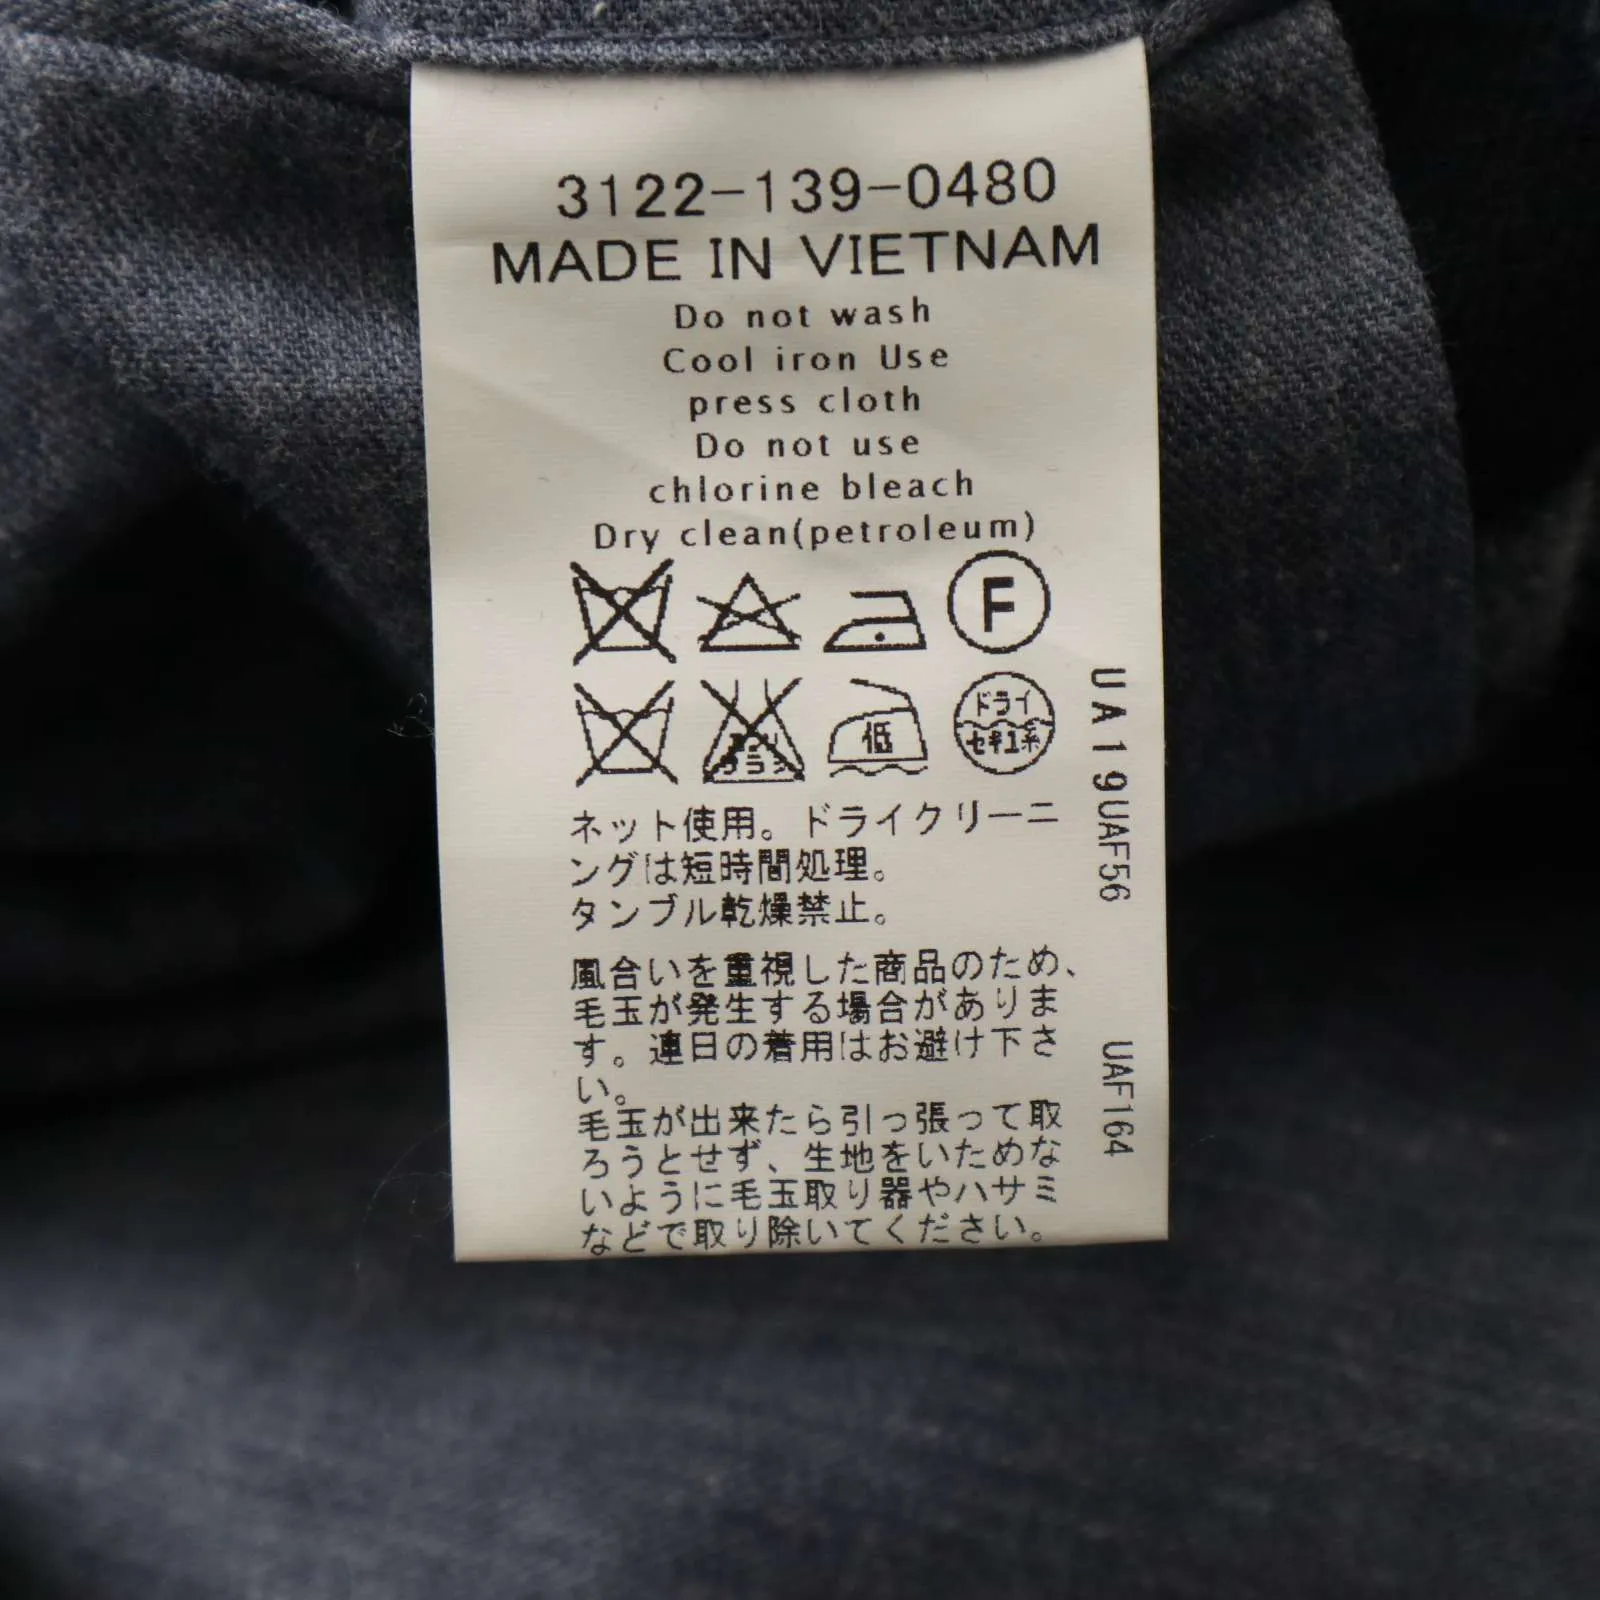 3122-139-0480
MADE IN VIETNAM
Do not wash
Cool iron Use
press cloth
Do not use
chlorine bleach
Dry clean(petroleum)
F
低
ドライ
セキユ系
ネット使用。ドライクリーニ
ングは短時間処理。
タンブル乾燥禁止。
風合いを重視した商品のため、
毛玉が発生する場合がありま
す。連日の着用はお避け下さ
い。
毛玉が出来たら引っ張って取
ろうとせず、生地をいためな
いように毛玉取り器やハサミ
などで取り除いてください。
UA19UAF56
UAF164